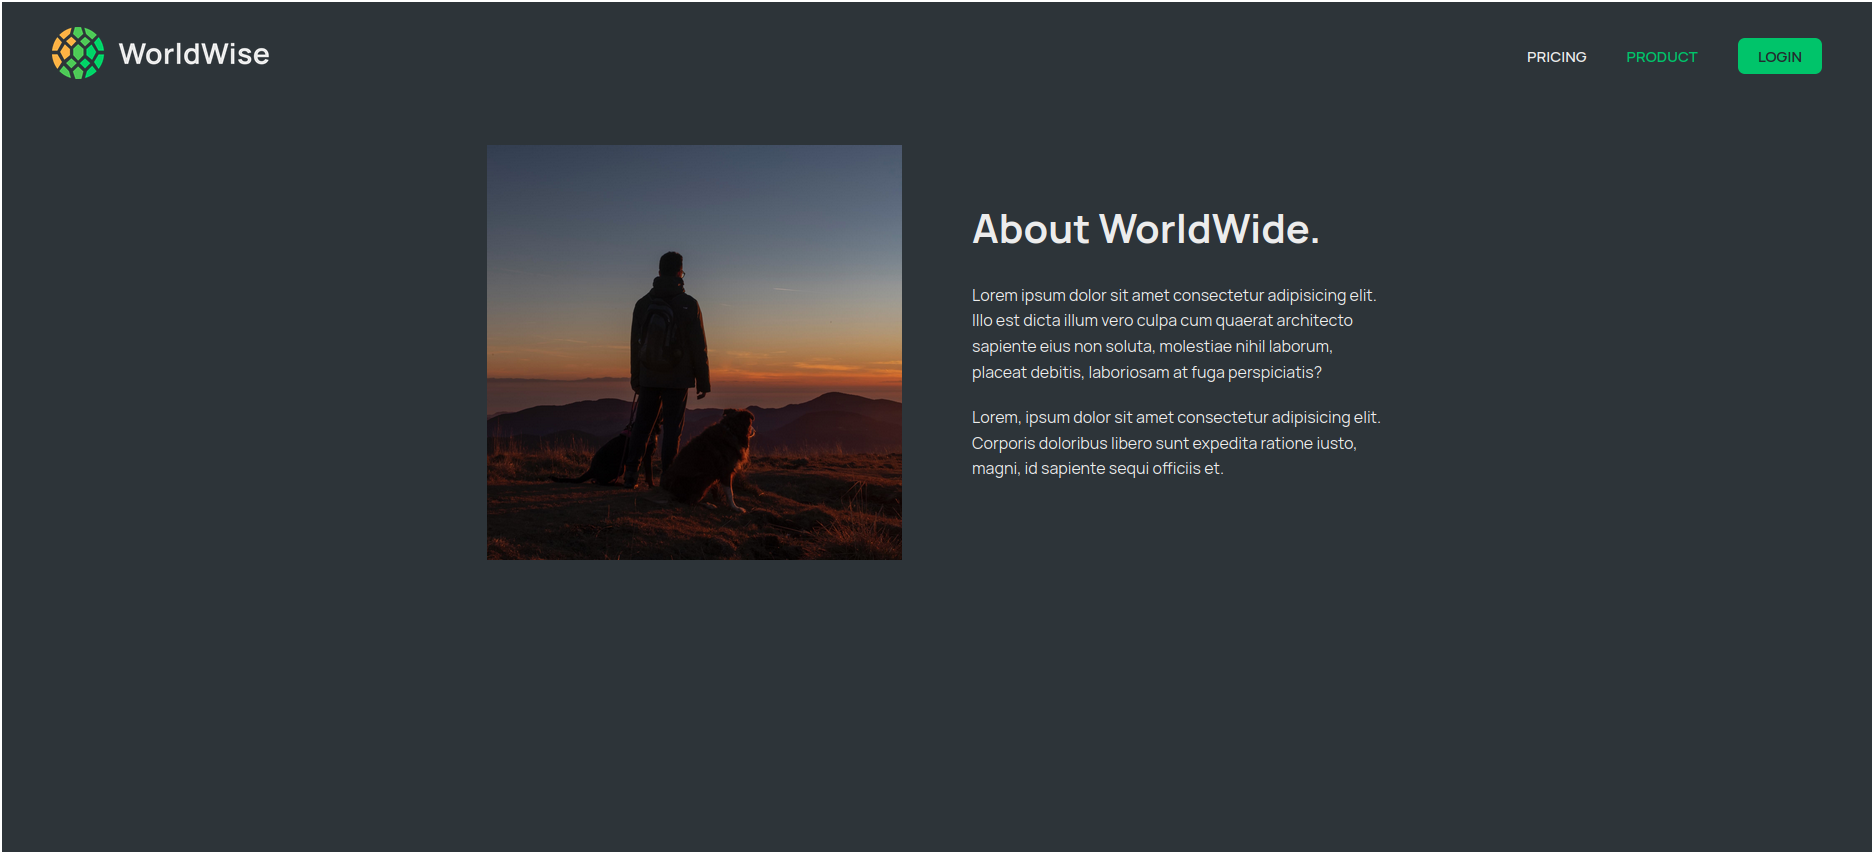 WorldWise
PRICING
PRODUCT
LOGIN
About WorldWide.
Lorem ipsum dolor sit amet consectetur adipisicing elit.
Illo est dicta illum vero culpa cum quaerat architecto
sapiente eius non soluta, molestiae nihil laborum,
placeat debitis, laboriosam at fuga perspiciatis?
Lorem, ipsum dolor sit amet consectetur adipisicing elit.
Corporis doloribus libero sunt expedita ratione iusto,
magni, id sapiente sequi officiis et.